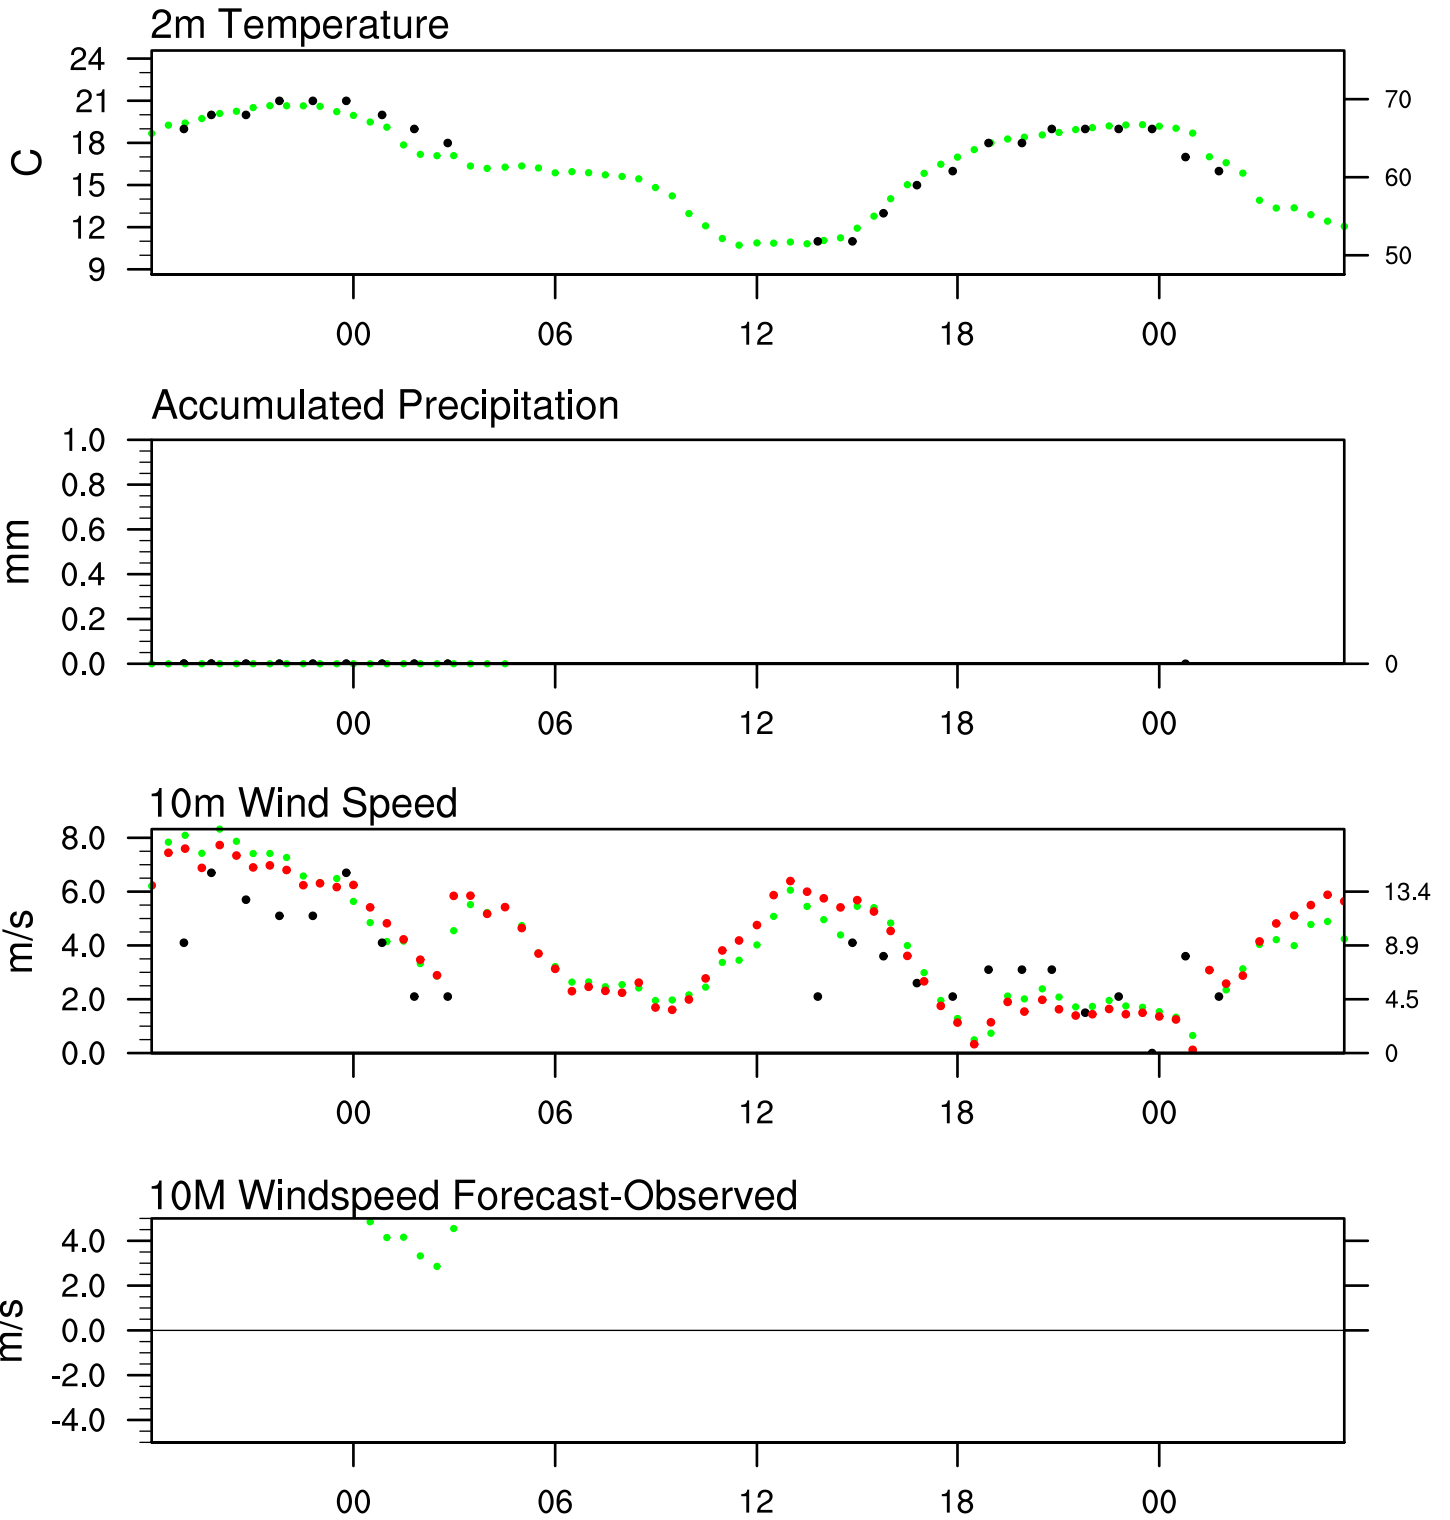 2m Temperature
24
21
18
15
12
9
C
70
60
50
00 06 12 18 00
Accumulated Precipitation
1.0
0.8
0.6
0.4
0.2
0.0
mm
0
00 06 12 18 00
10m Wind Speed
8.0
6.0
4.0
2.0
0.0
m/s
13.4
8.9
4.5
0
00 06 12 18 00
10M Windspeed Forecast-Observed
4.0
2.0
0.0
-2.0
-4.0
m/s
00 06 12 18 00